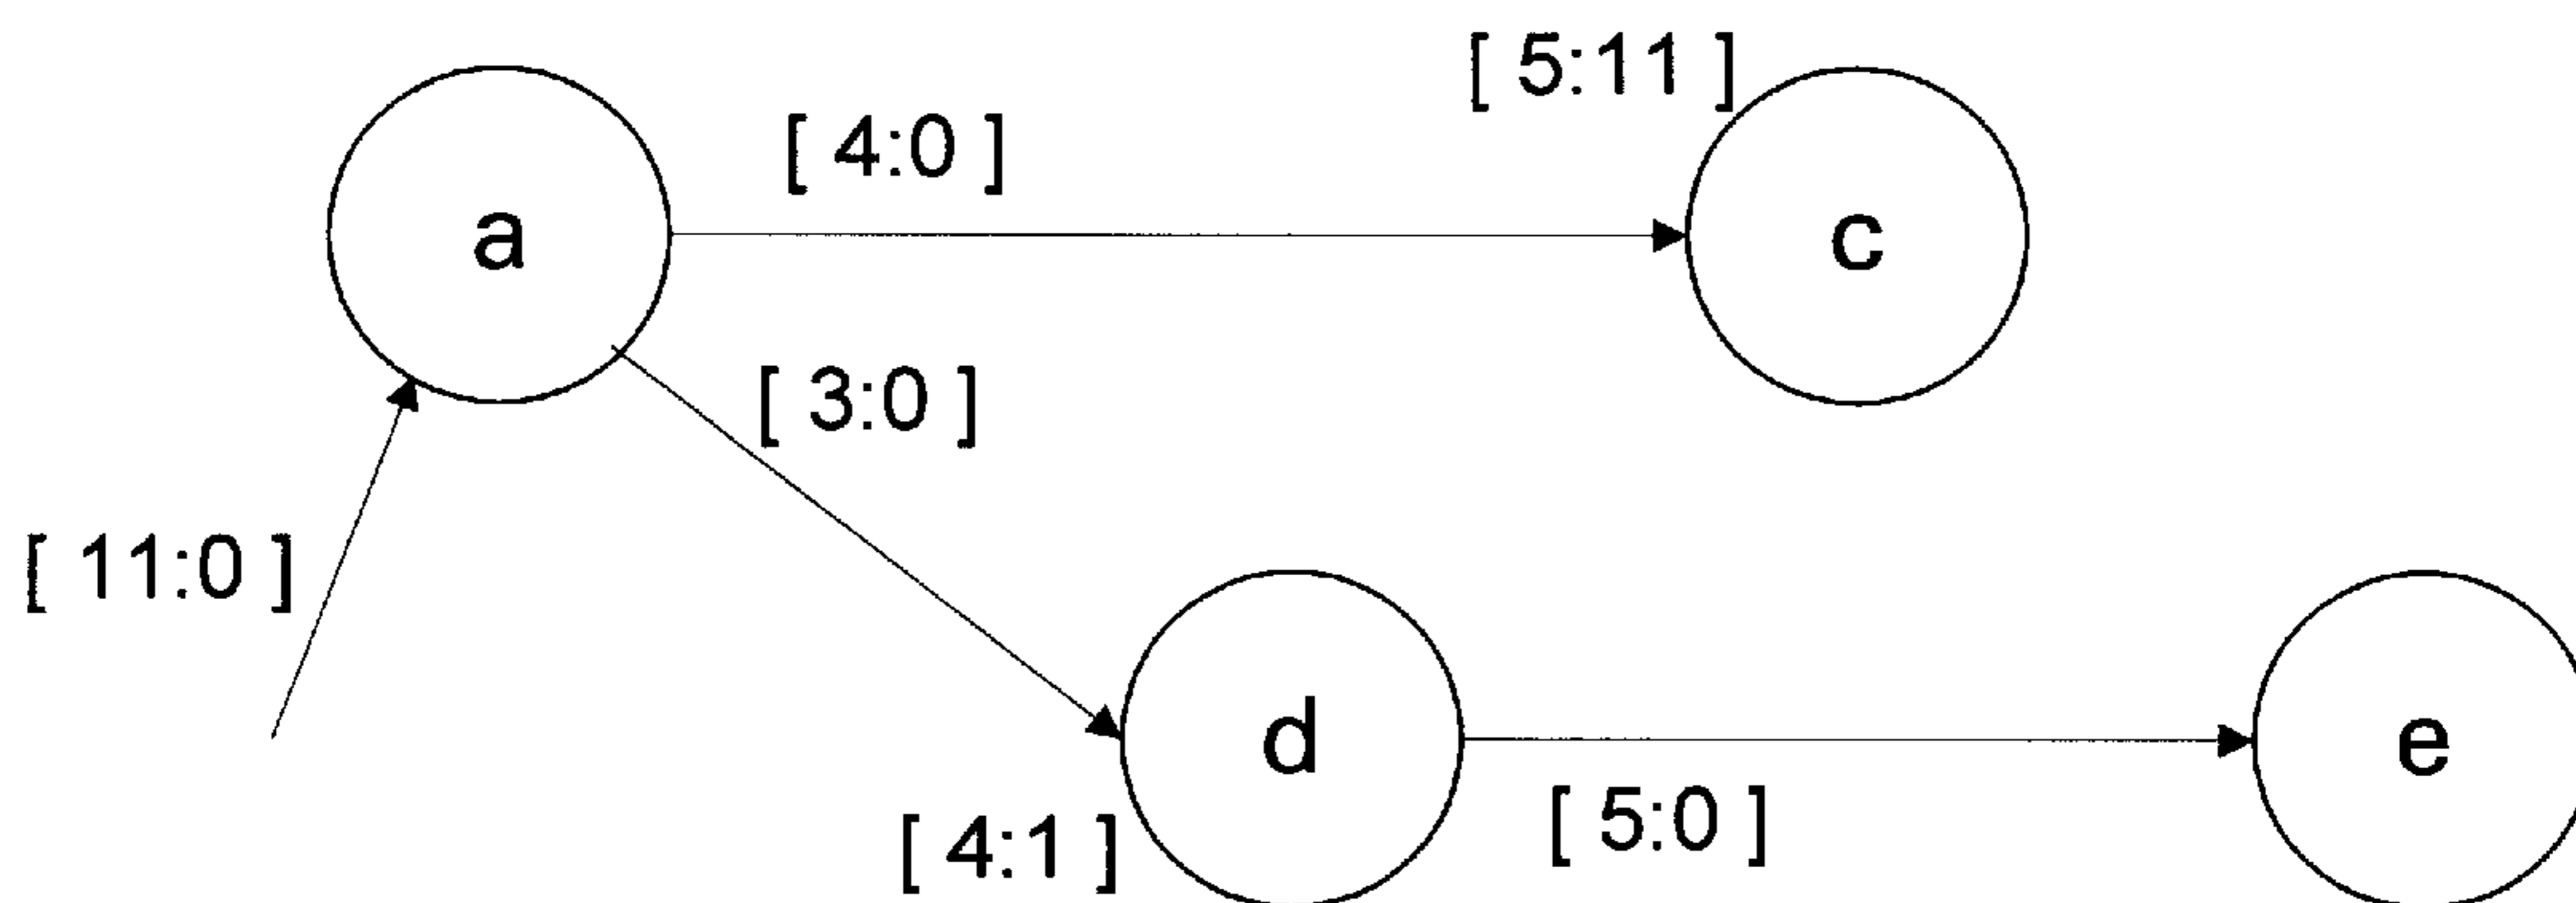 [ 5:11 ]
[ 4:0 ]
a
c
[ 3:0 ]
[ 11:0 ]
d
e
[ 5:0 ]
[ 4:1 ]